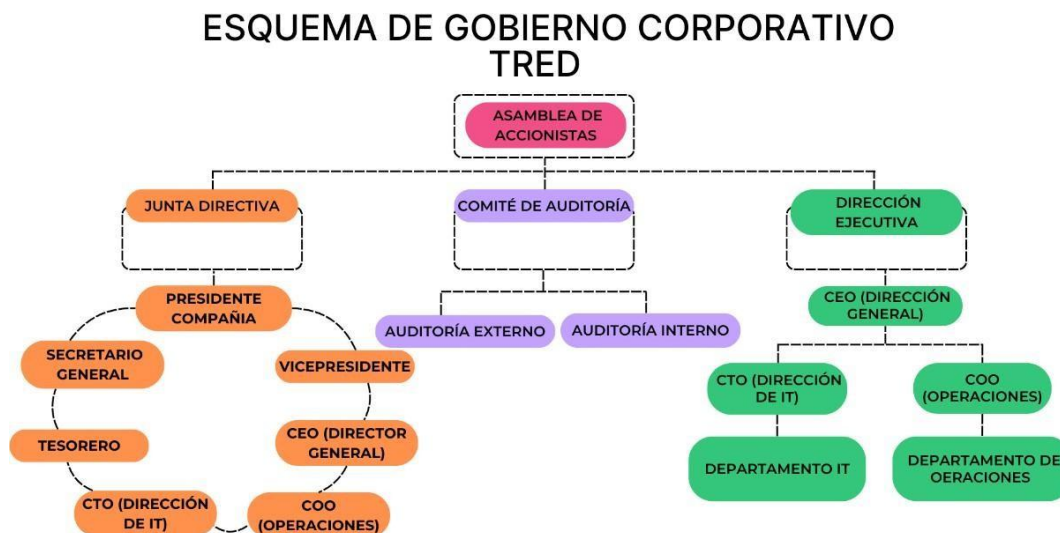 ESQUEMA DE GOBIERNO CORPORATIVO
TRED
ASAMBLEA DE
ACCIONISTAS
JUNTA DIRECTIVA
COMITÉ DE AUDITORÍA
DIRECCIÓN
EJECUTIVA
PRESIDENTE
COMPAÑIA
SECRETARIO
GENERAL
VICEPRESIDENTE
TESORERO
CEO (DIRECTOR
GENERAL)
CTO (DIRECCIÓN
DE IT)
COO
(OPERACIONES)
AUDITORÍA EXTERNO
AUDITORÍA INTERNO
CEO (DIRECCIÓN
GENERAL)
CTO (DIRECCIÓN
DE IT)
COO
(OPERACIONES)
DEPARTAMENTO IT
DEPARTAMENTO DE
OERACIONES